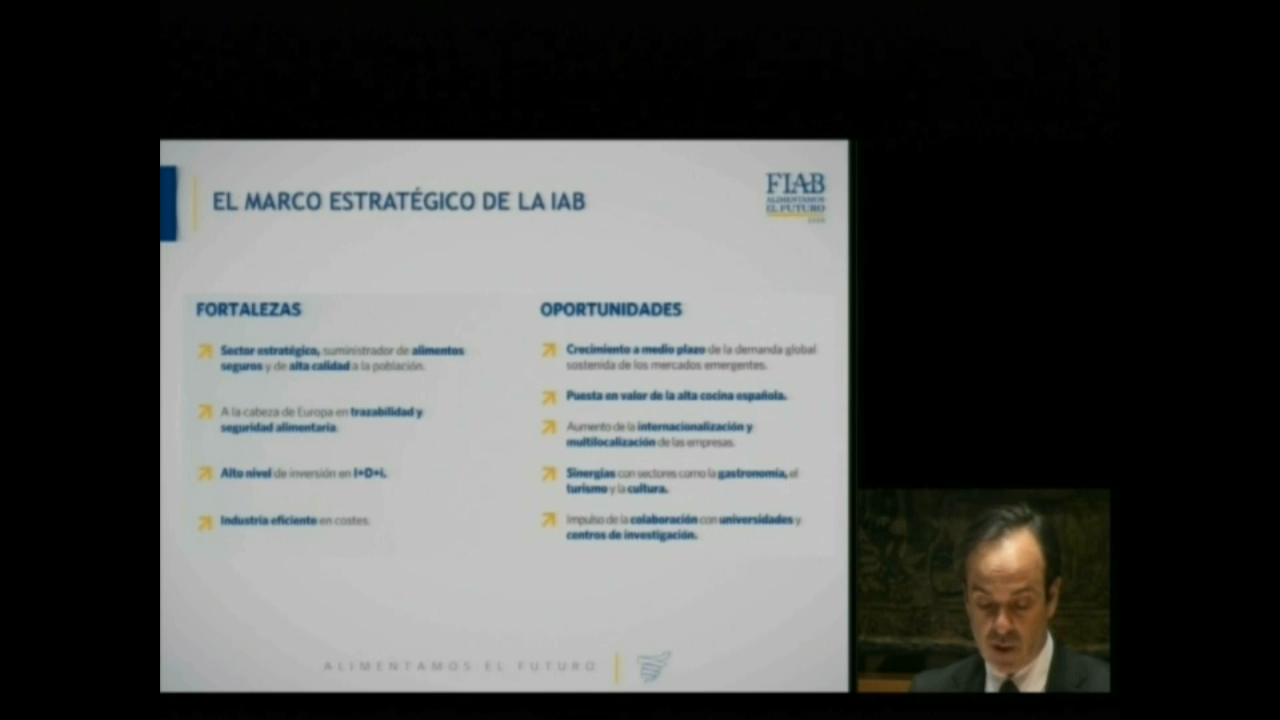 EL MARCO ESTRATÉGICO DE LA IAB
FIAB
ALIMENTAMOS
EL FUTURO
FORTALEZAS
Sector estratégico, suministrador de alimentos
seguros y de alta calidad a la población.
A la cabeza de Europa en trazabilidad y
seguridad alimentaria.
Alto nivel de inversión en I+D+i.
Industria eficiente en costes.
OPORTUNIDADES
Crecimiento a medio plazo de la demanda global
sostenida de los mercados emergentes.
Puesta en valor de la alta cocina española.
Aumento de la internacionalización y
multilocalización de las empresas.
Sinergias con sectores como la gastronomía, el
turismo y la cultura.
Impulso de la colaboración con universidades y
centros de investigación.
ALIMENTAMOS EL FUTURO